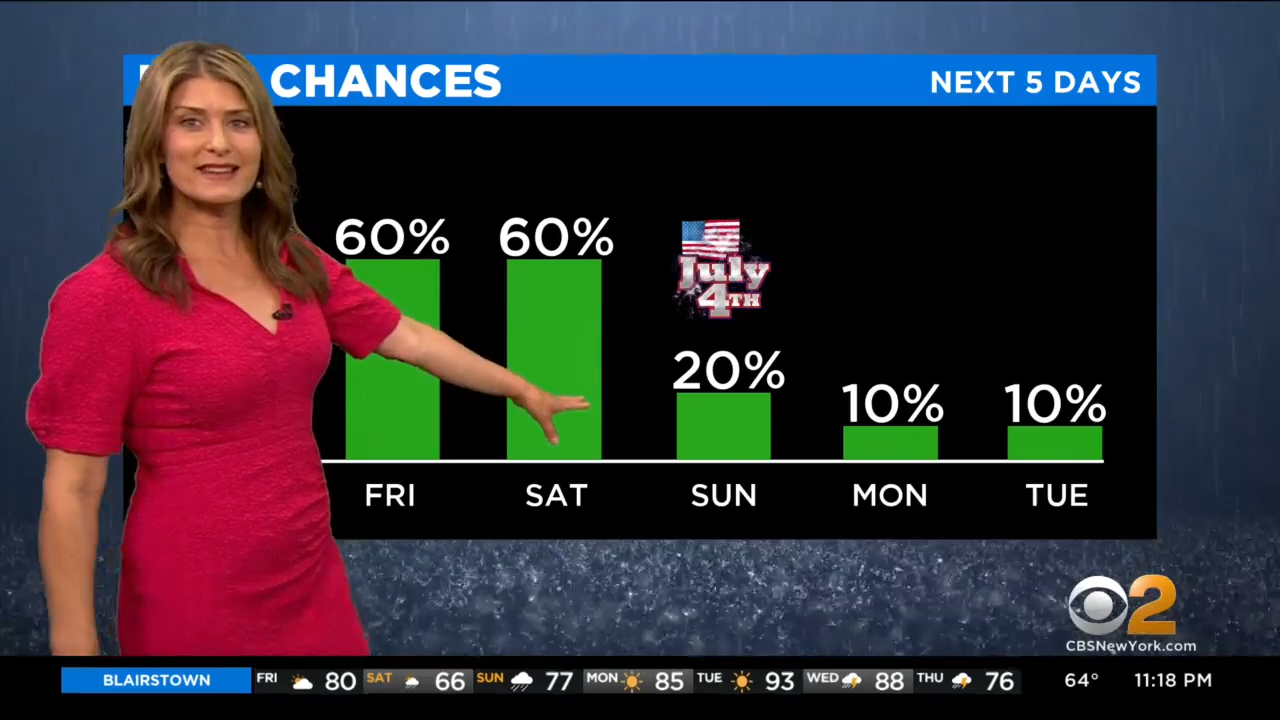 CHANCES
NEXT 5 DAYS
60%
60%
July
4TH
20%
10%
10%
FRI
SAT
SUN
MON
TUE
2
CBSNewYork.com
BLAIRSTOWN FRI 80 SAT 66 SUN 77 MON 85 TUE 93 WED 88 THU 76 64° 11:18 PM